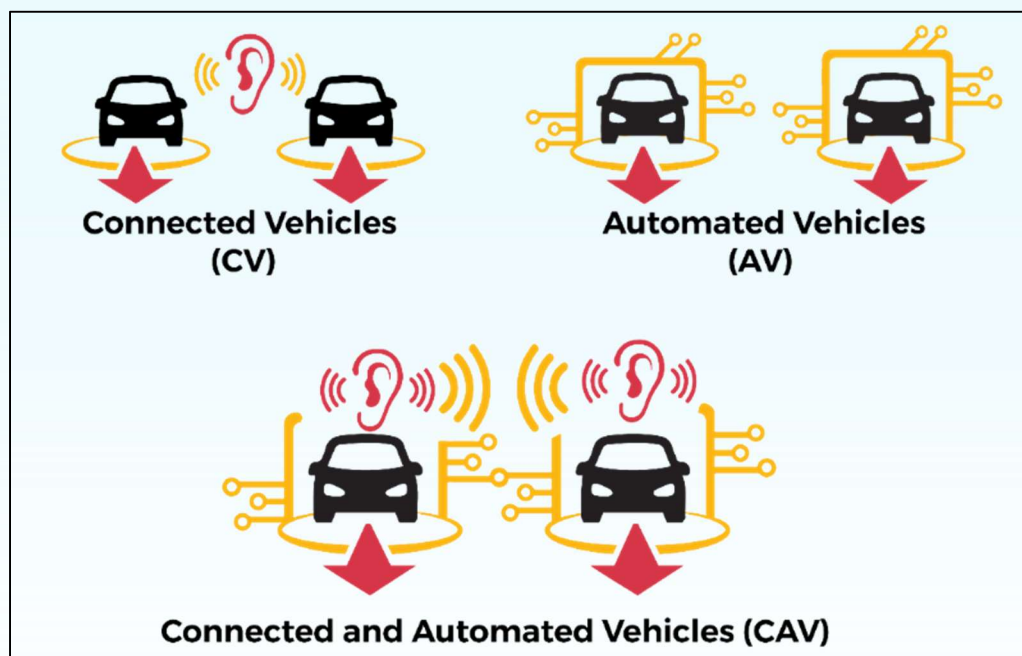 Connected Vehicles
(CV)
Automated Vehicles
(AV)
Connected and Automated Vehicles (CAV)